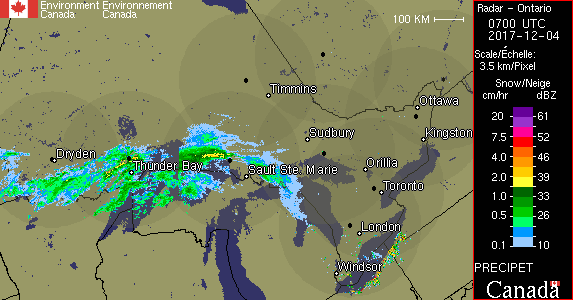 Environment Environnement
Canada Canada
100 KM
Radar - Ontario
0700 UTC
2017-12-04
Scale/Échelle:
3.5 km/Pixel
Snow/Neige
cm/hr dBZ
20 61
7.5 57
5.5 52
4.0 46
2.0 39
1.0 33
0.5 26
0.1 10
PRECIPET
Canada
Timmins
Ottawa
Sudbury
Kingston
Dryden
Thunder Bay
Sault Ste. Marie
Orillia
Toronto
London
Windsor